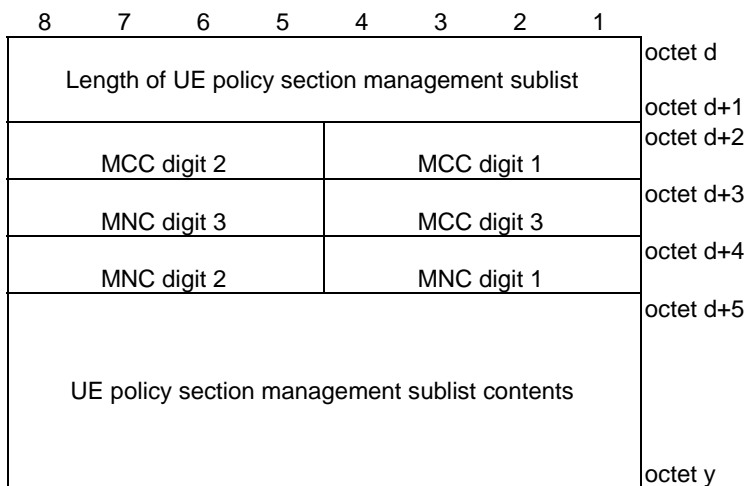 8 7 6 5 4 3 2 1
octet d
Length of UE policy section management sublist
octet d+1
octet d+2
MCC digit 2 MCC digit 1
octet d+3
MNC digit 3 MCC digit 3
octet d+4
MNC digit 2 MNC digit 1
octet d+5
UE policy section management sublist contents
octet y